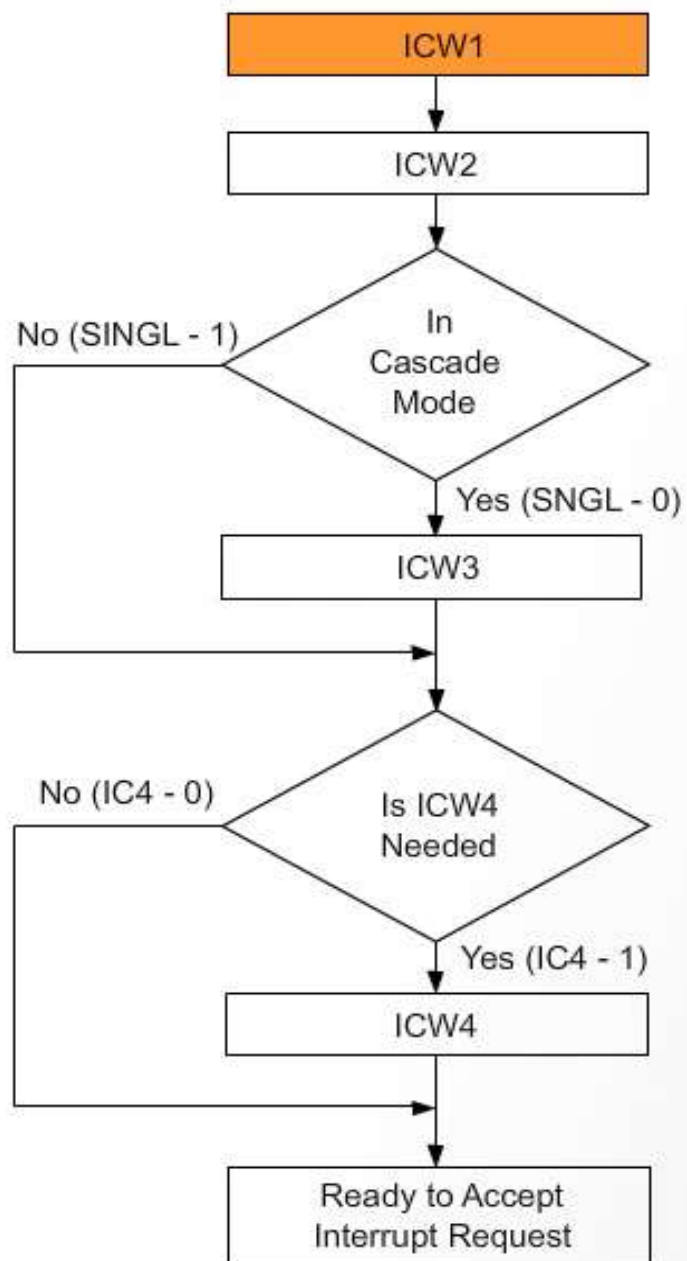 ICW1
ICW2
In
Cascade
Mode
No (SINGL - 1)
Yes (SNGL - 0)
ICW3
Is ICW4
Needed
No (IC4 - 0)
Yes (IC4 - 1)
ICW4
Ready to Accept
Interrupt Request